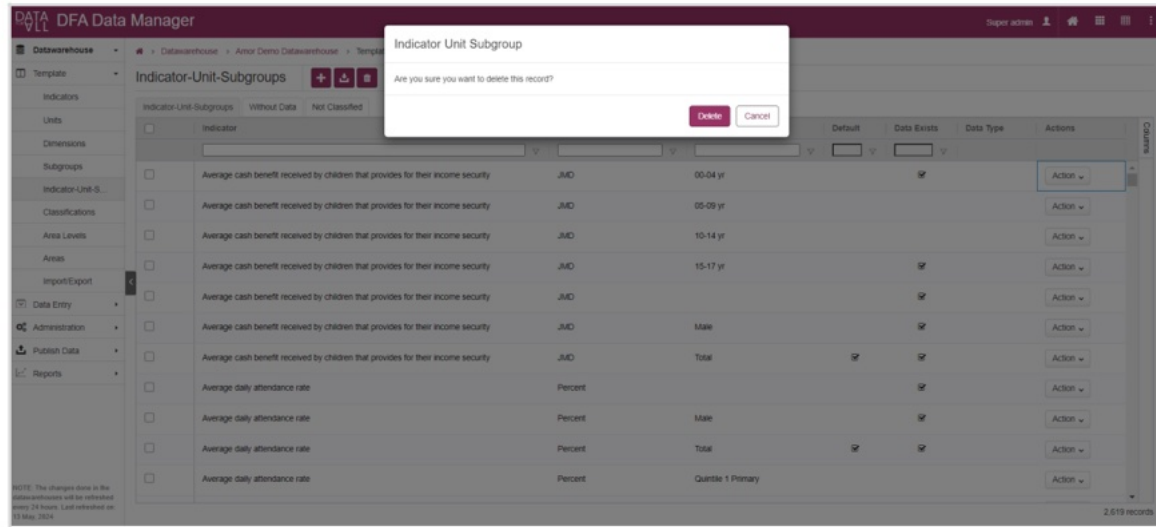 DATA
FOR
ALL
DFA Data Manager
Super admin
Datawarehouse
Datawarehouse Amor Demo Datawarehouse Templat
Indicator Unit Subgroup
Are you sure you want to delete this record?
Delete Cancel
Template
Indicator-Unit-Subgroups
Indicators
Units
Dimensions
Subgroups
Indicator-Unit-S...
Classifications
Area Levels
Areas
Import/Export
Data Entry
Administration
Publish Data
Reports
Indicator-Unit-Subgroups Without Data Not Classified
Indicator Default Data Exists Data Type Actions
Columns
Average cash benefit received by children that provides for their income security JMD 00-04 yr Action
Average cash benefit received by children that provides for their income security JMD 05-09 yr Action
Average cash benefit received by children that provides for their income security JMD 10-14 yr Action
Average cash benefit received by children that provides for their income security JMD 15-17 yr Action
Average cash benefit received by children that provides for their income security JMD Action
Average cash benefit received by children that provides for their income security JMD Male Action
Average cash benefit received by children that provides for their income security JMD Total Action
Average daily attendance rate Percent Action
Average daily attendance rate Percent Male Action
Average daily attendance rate Percent Total Action
Average daily attendance rate Percent Quintile 1 Primary Action
NOTE: The changes done in the
datawarehouses will be refreshed
every 24 hours. Last refreshed on
13 May, 2024
2,619 records